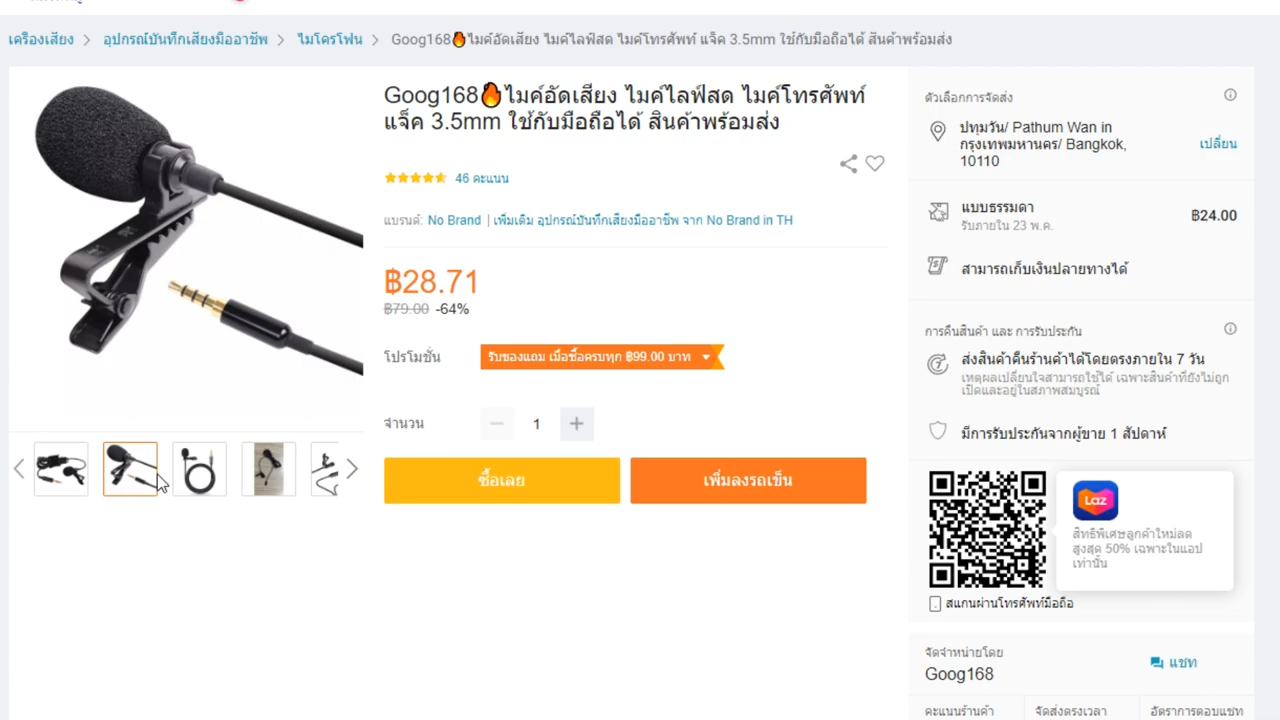 เครื่องเสียง > อุปกรณ์บันทึกเสียงมืออาชีพ > ไมโครโฟน > Goog168🔥ไมค์อัดเสียง ไมค์ไลฟ์สด ไมค์โทรศัพท์ แจ็ค 3.5mm ใช้กับมือถือได้ สินค้าพร้อมส่ง
Goog168🔥ไมค์อัดเสียง ไมค์ไลฟ์สด ไมค์โทรศัพท์
แจ็ค 3.5mm ใช้กับมือถือได้ สินค้าพร้อมส่ง
46 คะแนน
แบรนด์: No Brand | เพิ่มเติม อุปกรณ์บันทึกเสียงมืออาชีพ จาก No Brand in TH
฿28.71
฿79.00 -64%
โปรโมชั่น
รับของแถม เมื่อซื้อครบทุก ฿99.00 บาท
จำนวน
1
ซื้อเลย
เพิ่มลงรถเข็น
ตัวเลือกการจัดส่ง
ปทุมวัน/ Pathum Wan in
กรุงเทพมหานคร/ Bangkok,
10110
เปลี่ยน
แบบธรรมดา
฿24.00
รับภายใน 23 พ.ค.
สามารถเก็บเงินปลายทางได้
การคืนสินค้า และ การรับประกัน
7
ส่งสินค้าคืนร้านค้าได้โดยตรงภายใน 7 วัน
เหตุผลเปลี่ยนใจสามารถใช้ได้ เฉพาะสินค้าที่ยังไม่ถูก
เปิดและอยู่ในสภาพสมบูรณ์
มีการรับประกันจากผู้ขาย 1 สัปดาห์
Laz
สิทธิพิเศษลูกค้าใหม่ลด
สูงสุด 50% เฉพาะในแอป
เท่านั้น
สแกนผ่านโทรศัพท์มือถือ
จัดจำหน่ายโดย
Goog168
แชท
คะแนนร้านค้า
จัดส่งตรงเวลา
อัตราการตอบแชท